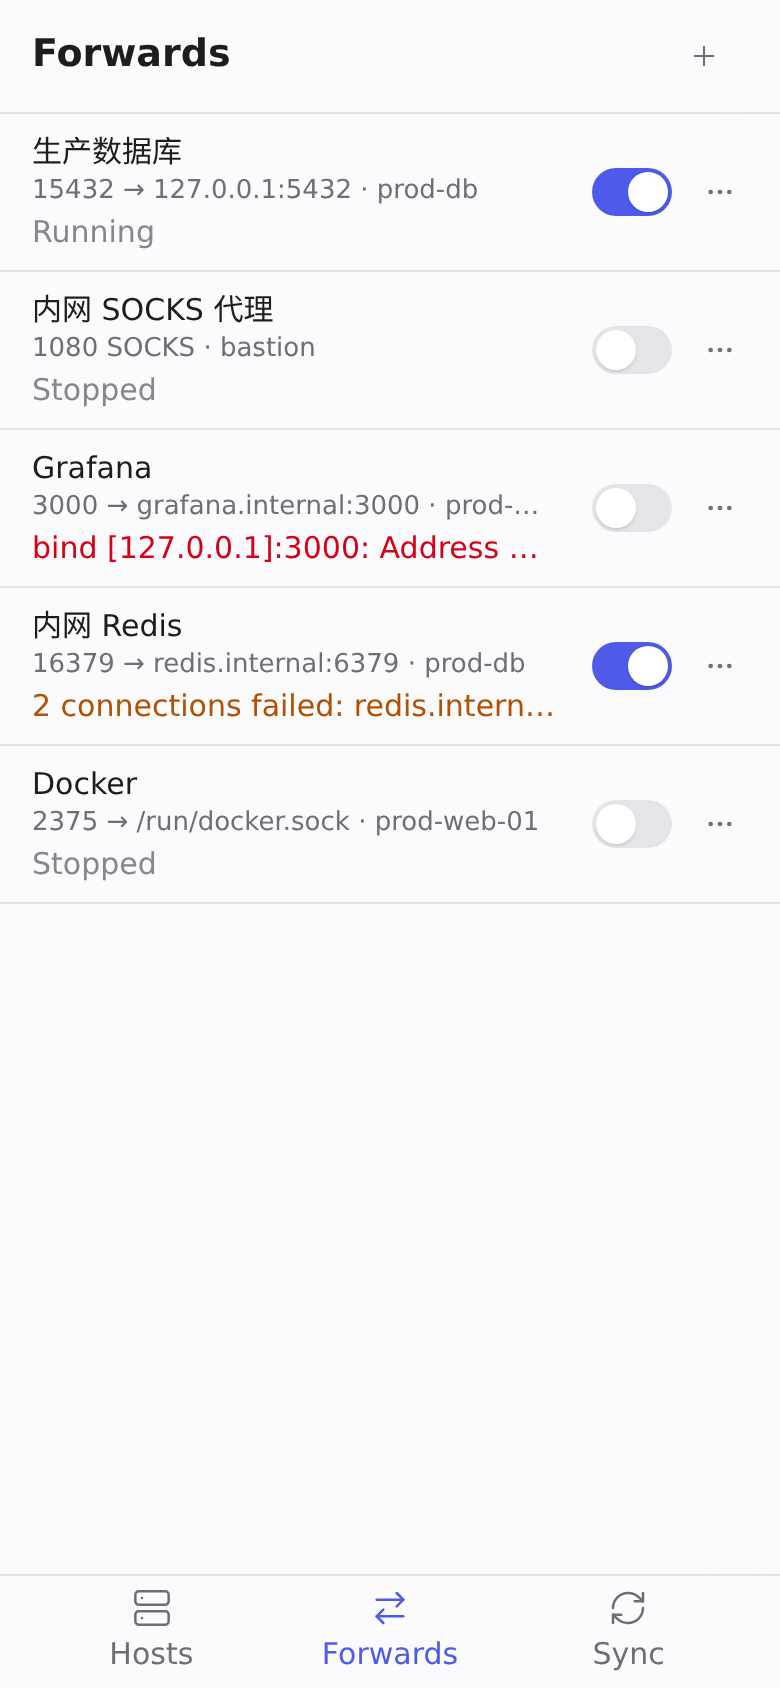 Forwards
生产数据库
15432 → 127.0.0.1:5432 · prod-db
Running
内网 SOCKS 代理
1080 SOCKS · bastion
Stopped
Grafana
3000 → grafana.internal:3000 · prod-…
bind [127.0.0.1]:3000: Address …
内网 Redis
16379 → redis.internal:6379 · prod-db
2 connections failed: redis.intern…
Docker
2375 → /run/docker.sock · prod-web-01
Stopped
Hosts
Forwards
Sync